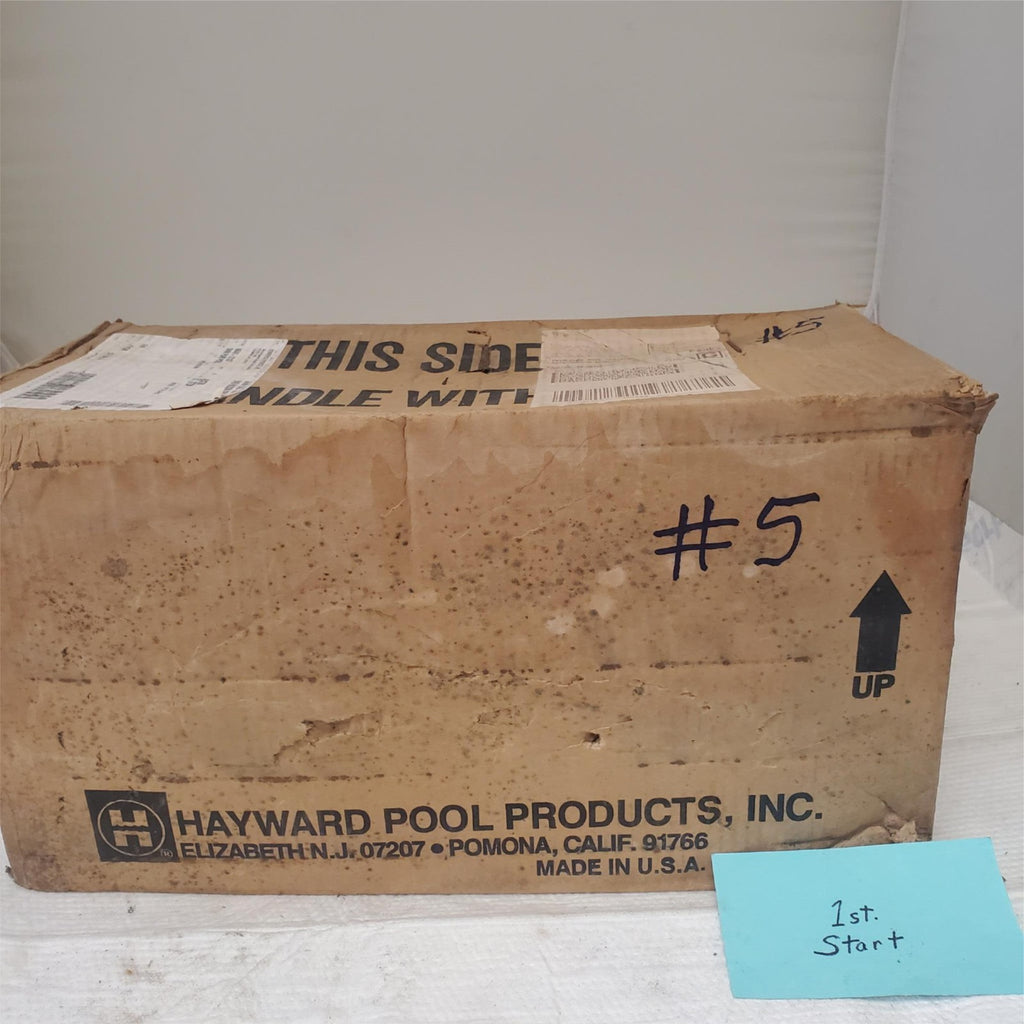 THIS SIDE
NDLE WITH
#5
#5
UP
H
HAYWARD POOL PRODUCTS, INC.
ELIZABETH N.J. 07207 • POMONA, CALIF. 91766
MADE IN U.S.A.
1st.
Start